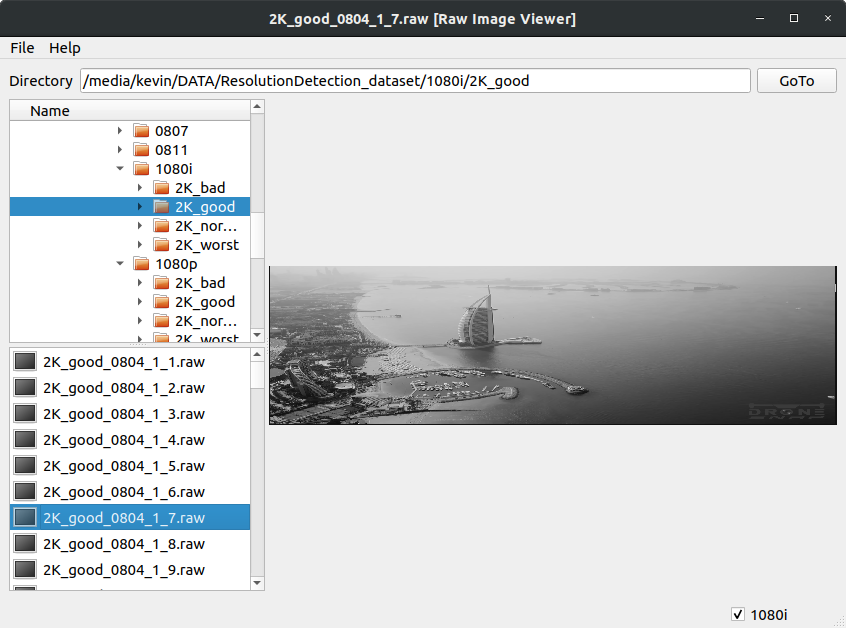 2K_good_0804_1_7.raw [Raw Image Viewer]
File Help
Directory /media/kevin/DATA/ResolutionDetection_dataset/1080i/2K_good GoTo
Name
0807
0811
1080i
2K_bad
2K_good
2K_nor...
2K_worst
1080p
2K_bad
2K_good
2K_nor...
2K_worst
2K_good_0804_1_1.raw
2K_good_0804_1_2.raw
2K_good_0804_1_3.raw
2K_good_0804_1_4.raw
2K_good_0804_1_5.raw
2K_good_0804_1_6.raw
2K_good_0804_1_7.raw
2K_good_0804_1_8.raw
2K_good_0804_1_9.raw
DRONE
1080i